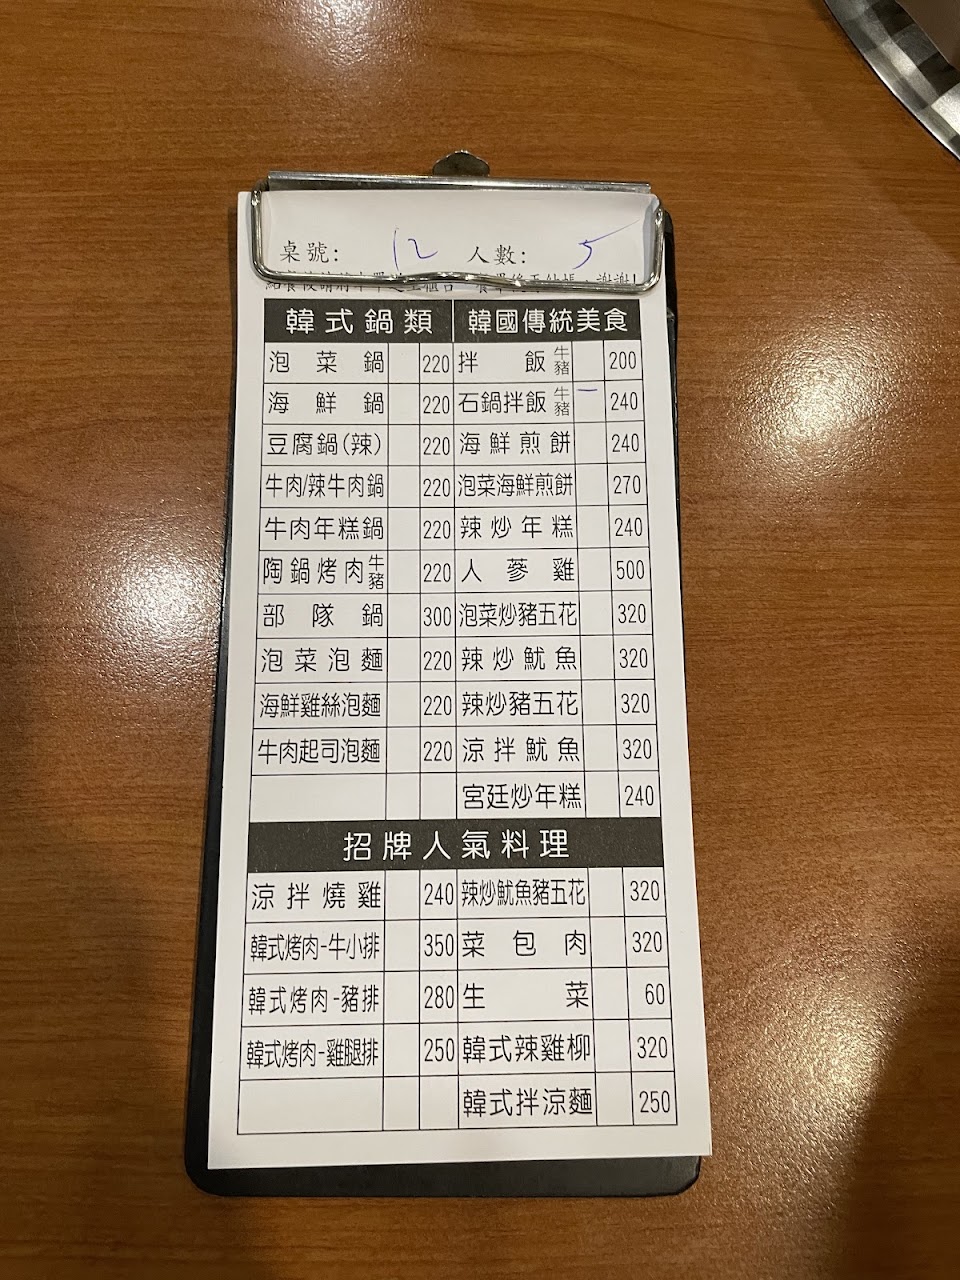 桌號: 12 人數: 5
謝謝!
韓式鍋類 韓國傳統美食
泡菜鍋 220 拌飯 牛豬 200
海鮮鍋 220 石鍋拌飯 牛豬 一 240
豆腐鍋(辣) 220 海鮮煎餅 240
牛肉/辣牛肉鍋 220 泡菜海鮮煎餅 270
牛肉年糕鍋 220 辣炒年糕 240
陶鍋烤肉 牛豬 220 人蔘雞 500
部隊鍋 300 泡菜炒豬五花 320
泡菜泡麵 220 辣炒魷魚 320
海鮮雞絲泡麵 220 辣炒豬五花 320
牛肉起司泡麵 220 涼拌魷魚 320
宮廷炒年糕 240
招牌人氣料理
涼拌燒雞 240 辣炒魷魚豬五花 320
韓式烤肉-牛小排 350 菜包肉 320
韓式烤肉-豬排 280 生菜 60
韓式烤肉-雞腿排 250 韓式辣雞柳 320
韓式拌涼麵 250